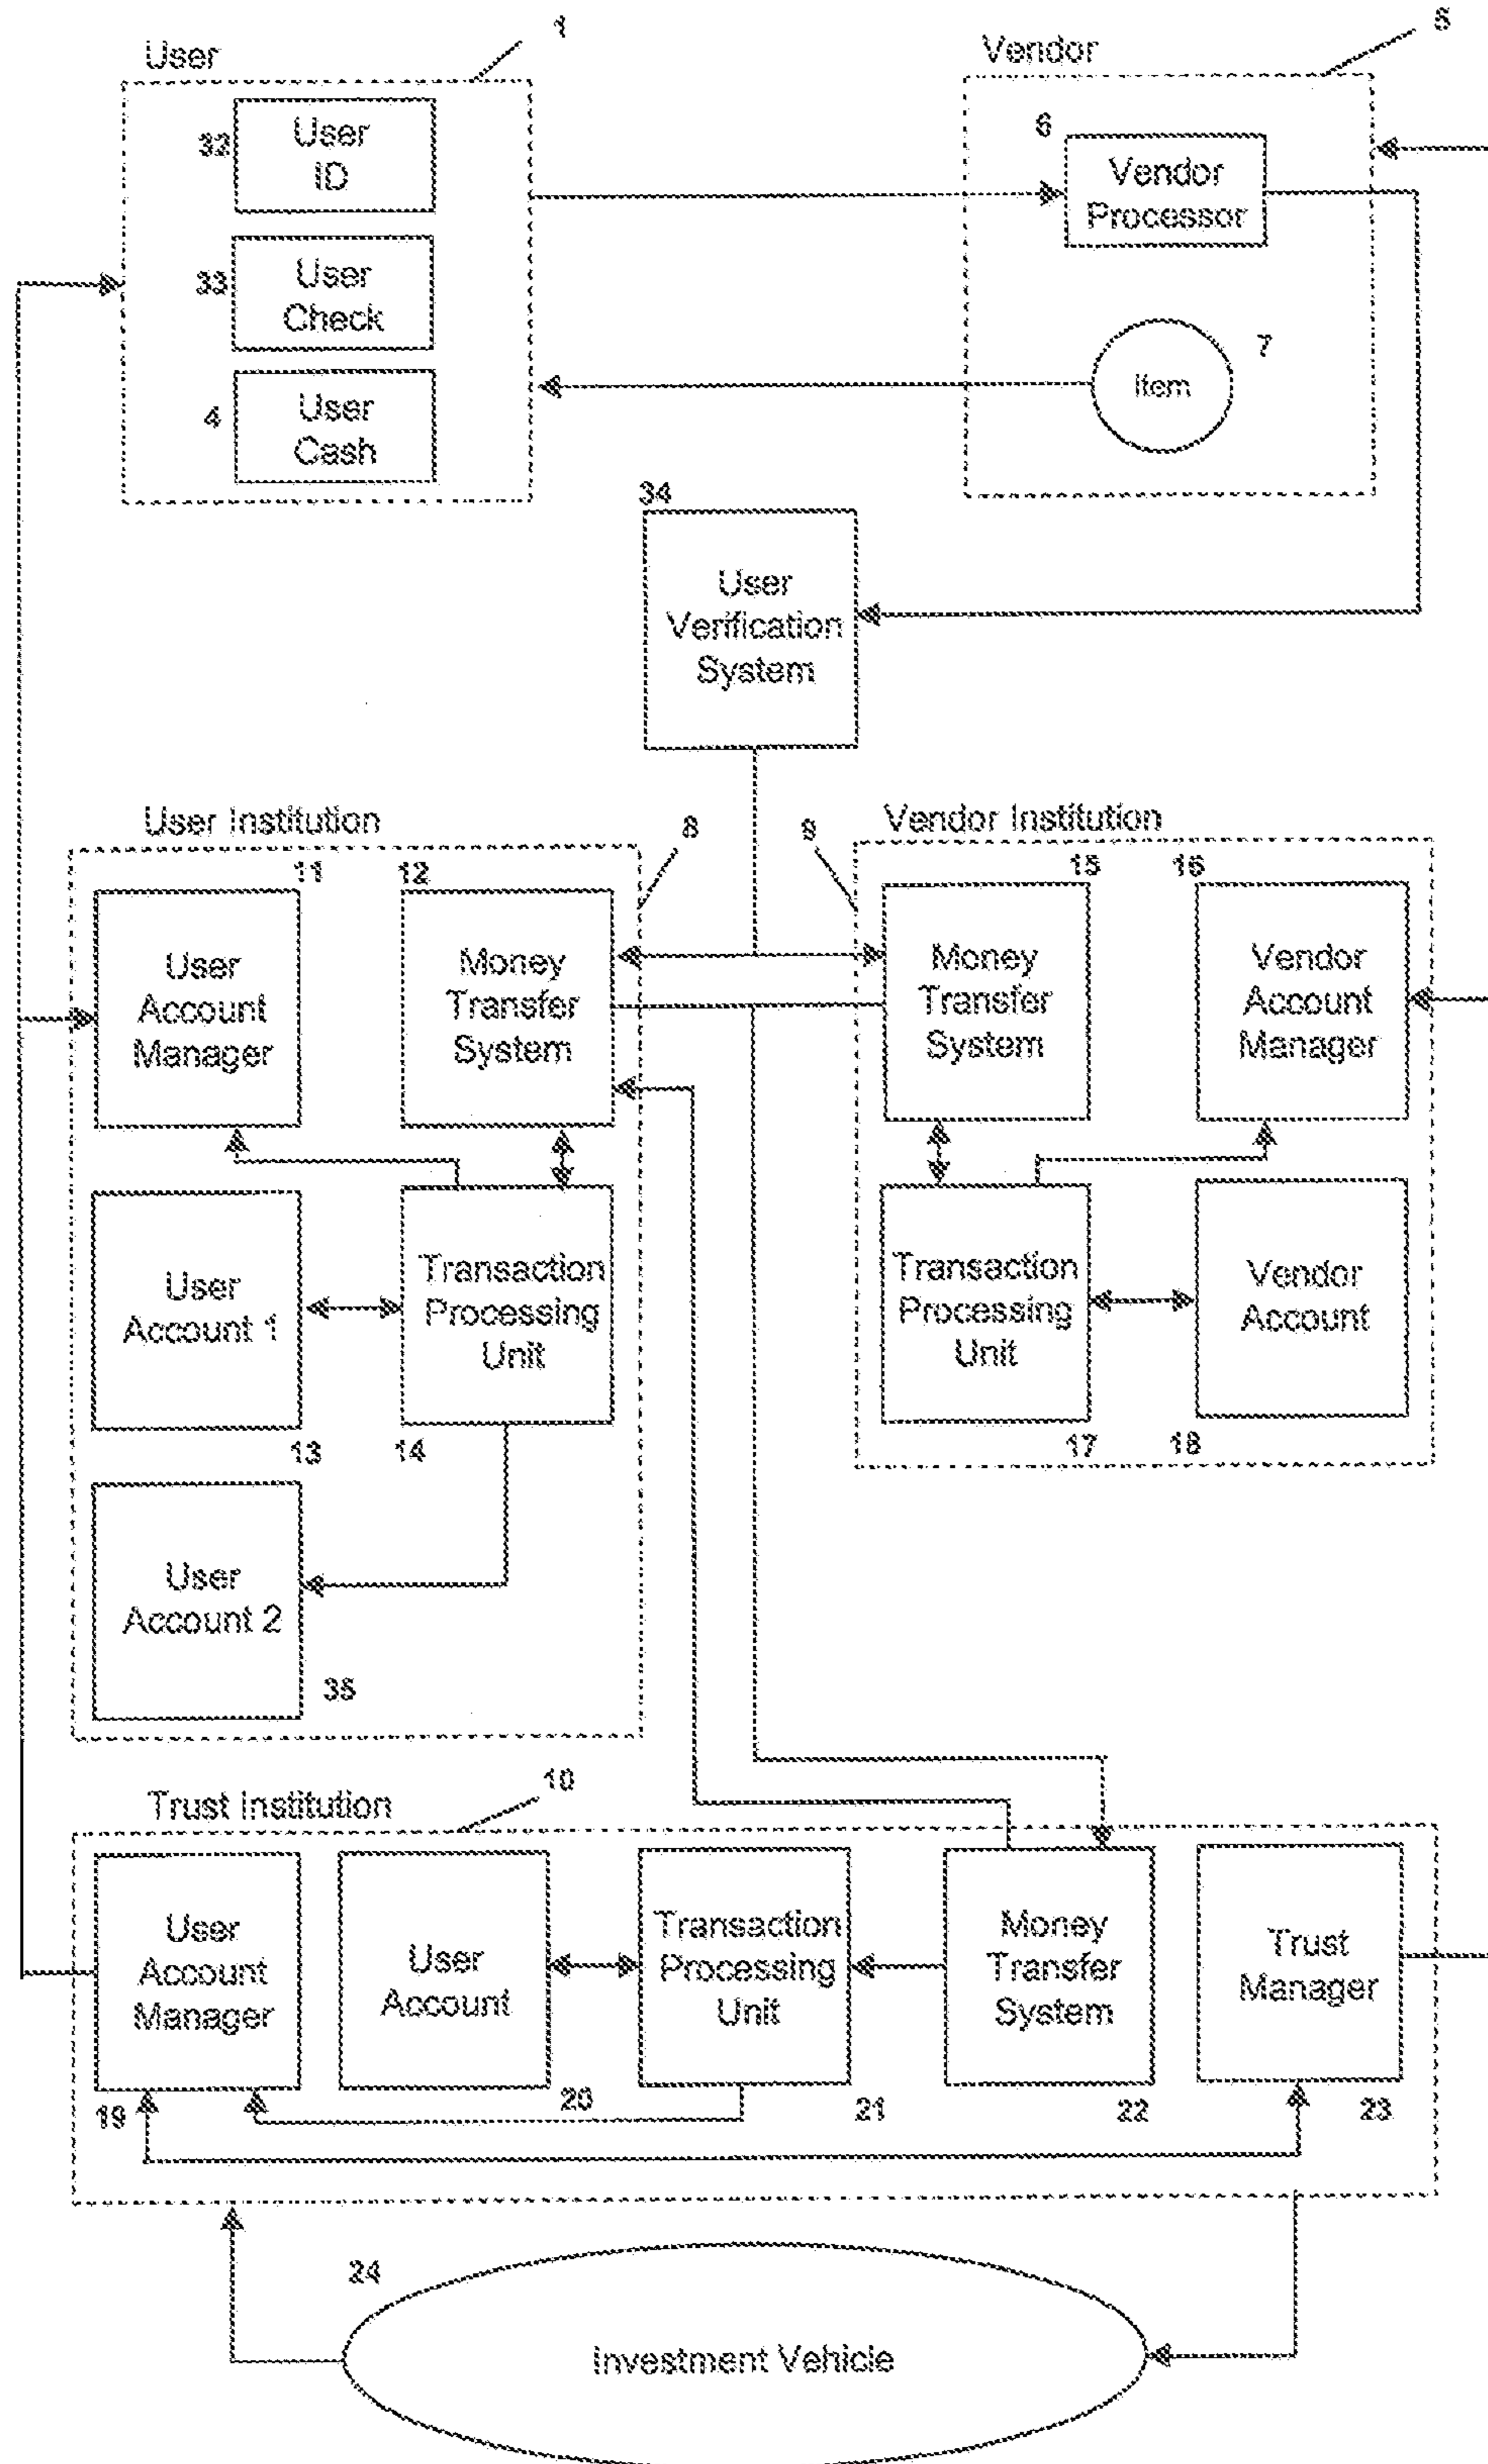 1
5
User
Vendor
32
User
ID
6
Vendor
Processor
33
User
Check
7
Item
4
User
Cash
34
User
Verification
System
User Institution
8
9
Vendor Institution
11
12
15
16
User
Account
Manager
Money
Transfer
System
Money
Transfer
System
Vendor
Account
Manager
User
Account 1
Transaction
Processing
Unit
Transaction
Processing
Unit
Vendor
Account
13
14
17
18
User
Account 2
35
Trust Institution
10
User
Account
Manager
User
Account
Transaction
Processing
Unit
Money
Transfer
System
Trust
Manager
19
20
21
22
23
24
Investment Vehicle